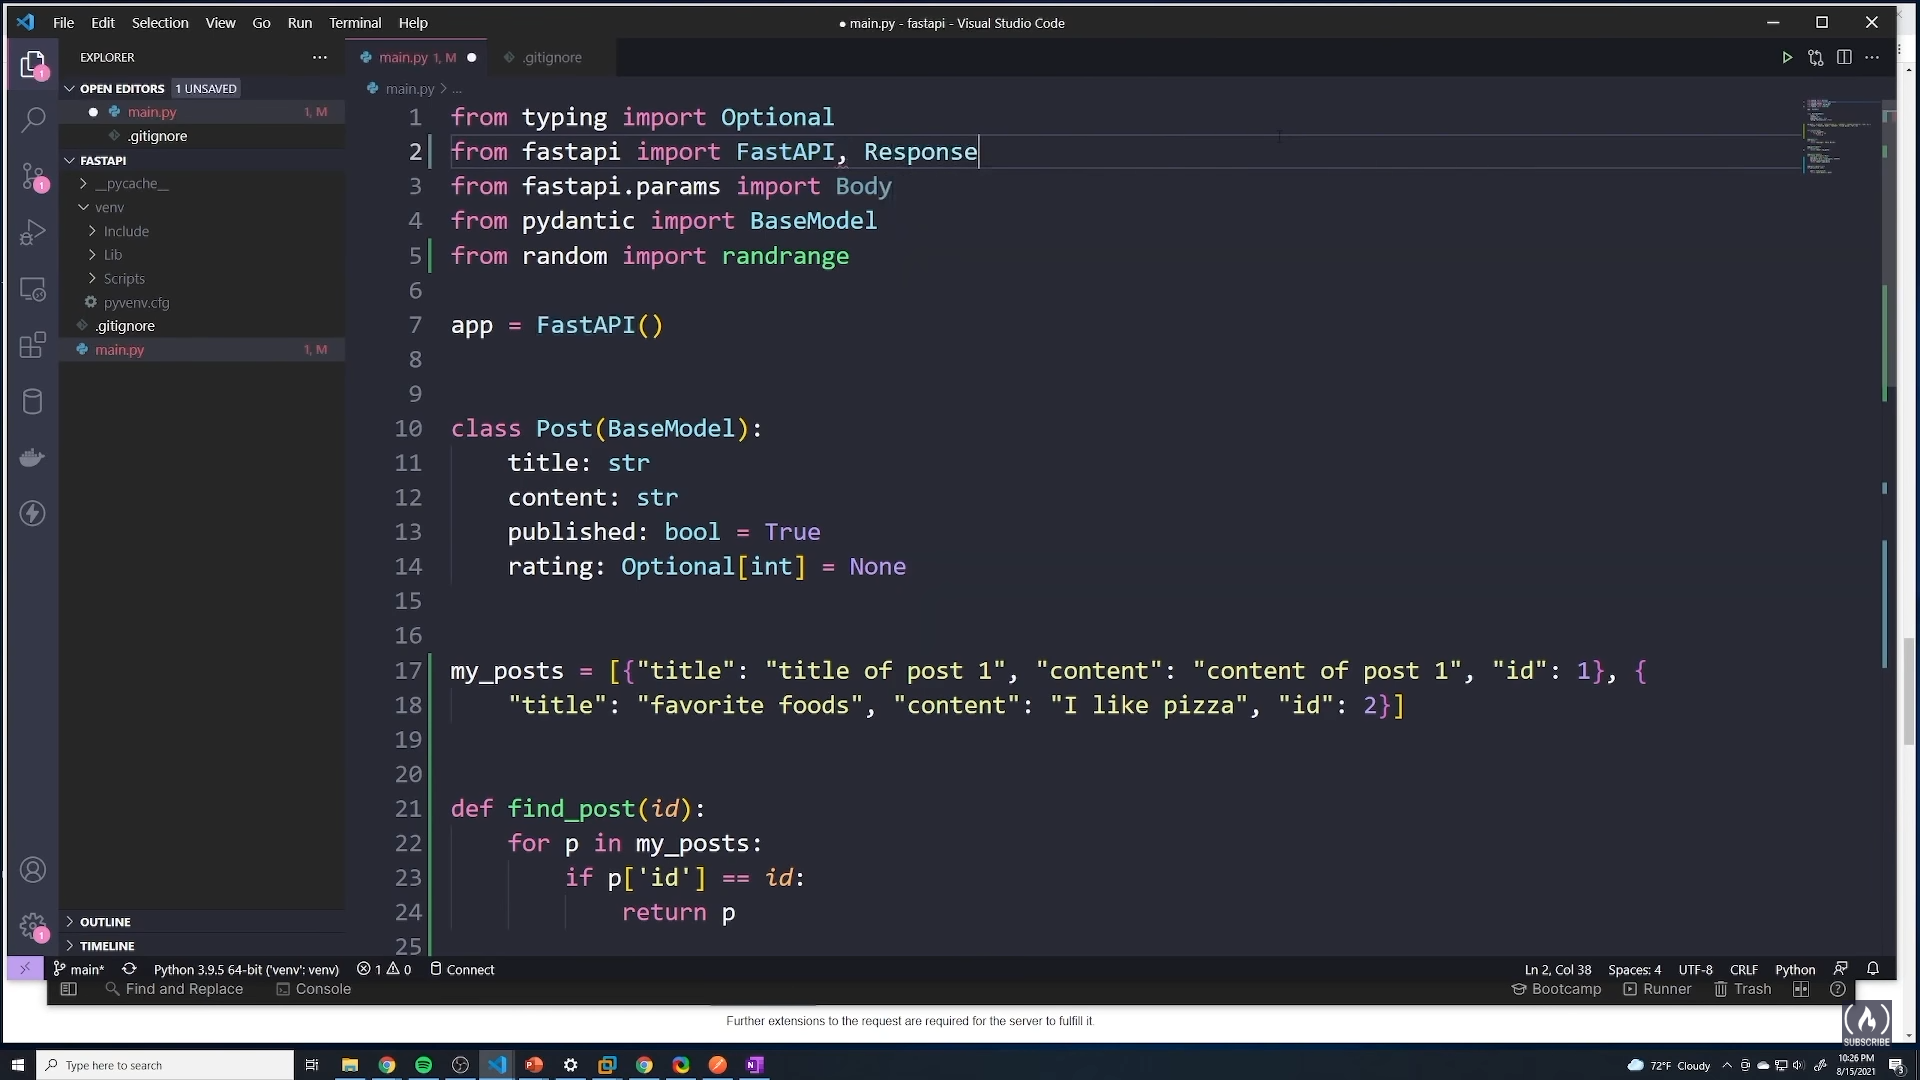 File Edit Selection View Go Run Terminal Help
● main.py - fastapi - Visual Studio Code
EXPLORER
main.py 1, M
.gitignore
OPEN EDITORS 1 UNSAVED
main.py 1, M
.gitignore
FASTAPI
__pycache__
venv
Include
Lib
Scripts
pyvenv.cfg
.gitignore
main.py 1, M
OUTLINE
TIMELINE
main.py > ...
1 from typing import Optional
2 from fastapi import FastAPI, Response
3 from fastapi.params import Body
4 from pydantic import BaseModel
5 from random import randrange
6
7 app = FastAPI()
8
9
10 class Post(BaseModel):
11 title: str
12 content: str
13 published: bool = True
14 rating: Optional[int] = None
15
16
17 my_posts = [{"title": "title of post 1", "content": "content of post 1", "id": 1}, {
18 "title": "favorite foods", "content": "I like pizza", "id": 2}]
19
20
21 def find_post(id):
22 for p in my_posts:
23 if p['id'] == id:
24 return p
25
main* Python 3.9.5 64-bit ('venv': venv) 1 0 Connect
Ln 2, Col 38 Spaces: 4 UTF-8 CRLF Python
Find and Replace Console
Bootcamp Runner Trash
Further extensions to the request are required for the server to fulfill it.
SUBSCRIBE
Type here to search
72°F Cloudy
10:26 PM
8/15/2021